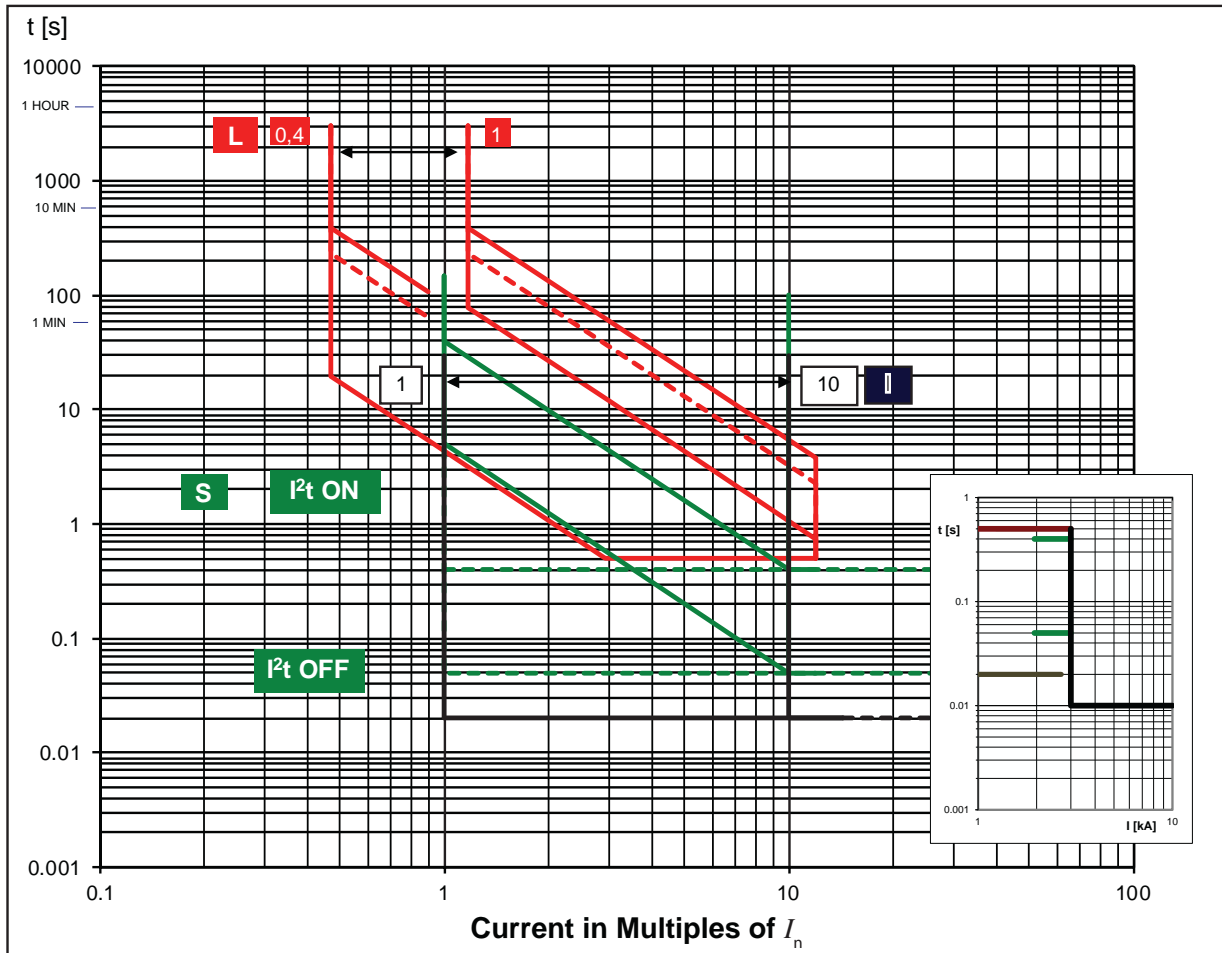 t [s]
10000
1 HOUR
L 0,4 1
1000
10 MIN
100
1 MIN
1 10 I
10
S I²t ON
1
0.1
I²t OFF
0.01
0.001
0.1 1 10 100
Current in Multiples of Iₙ
1
t [s]
0.1
0.01
0.001
1 10
I [kA]